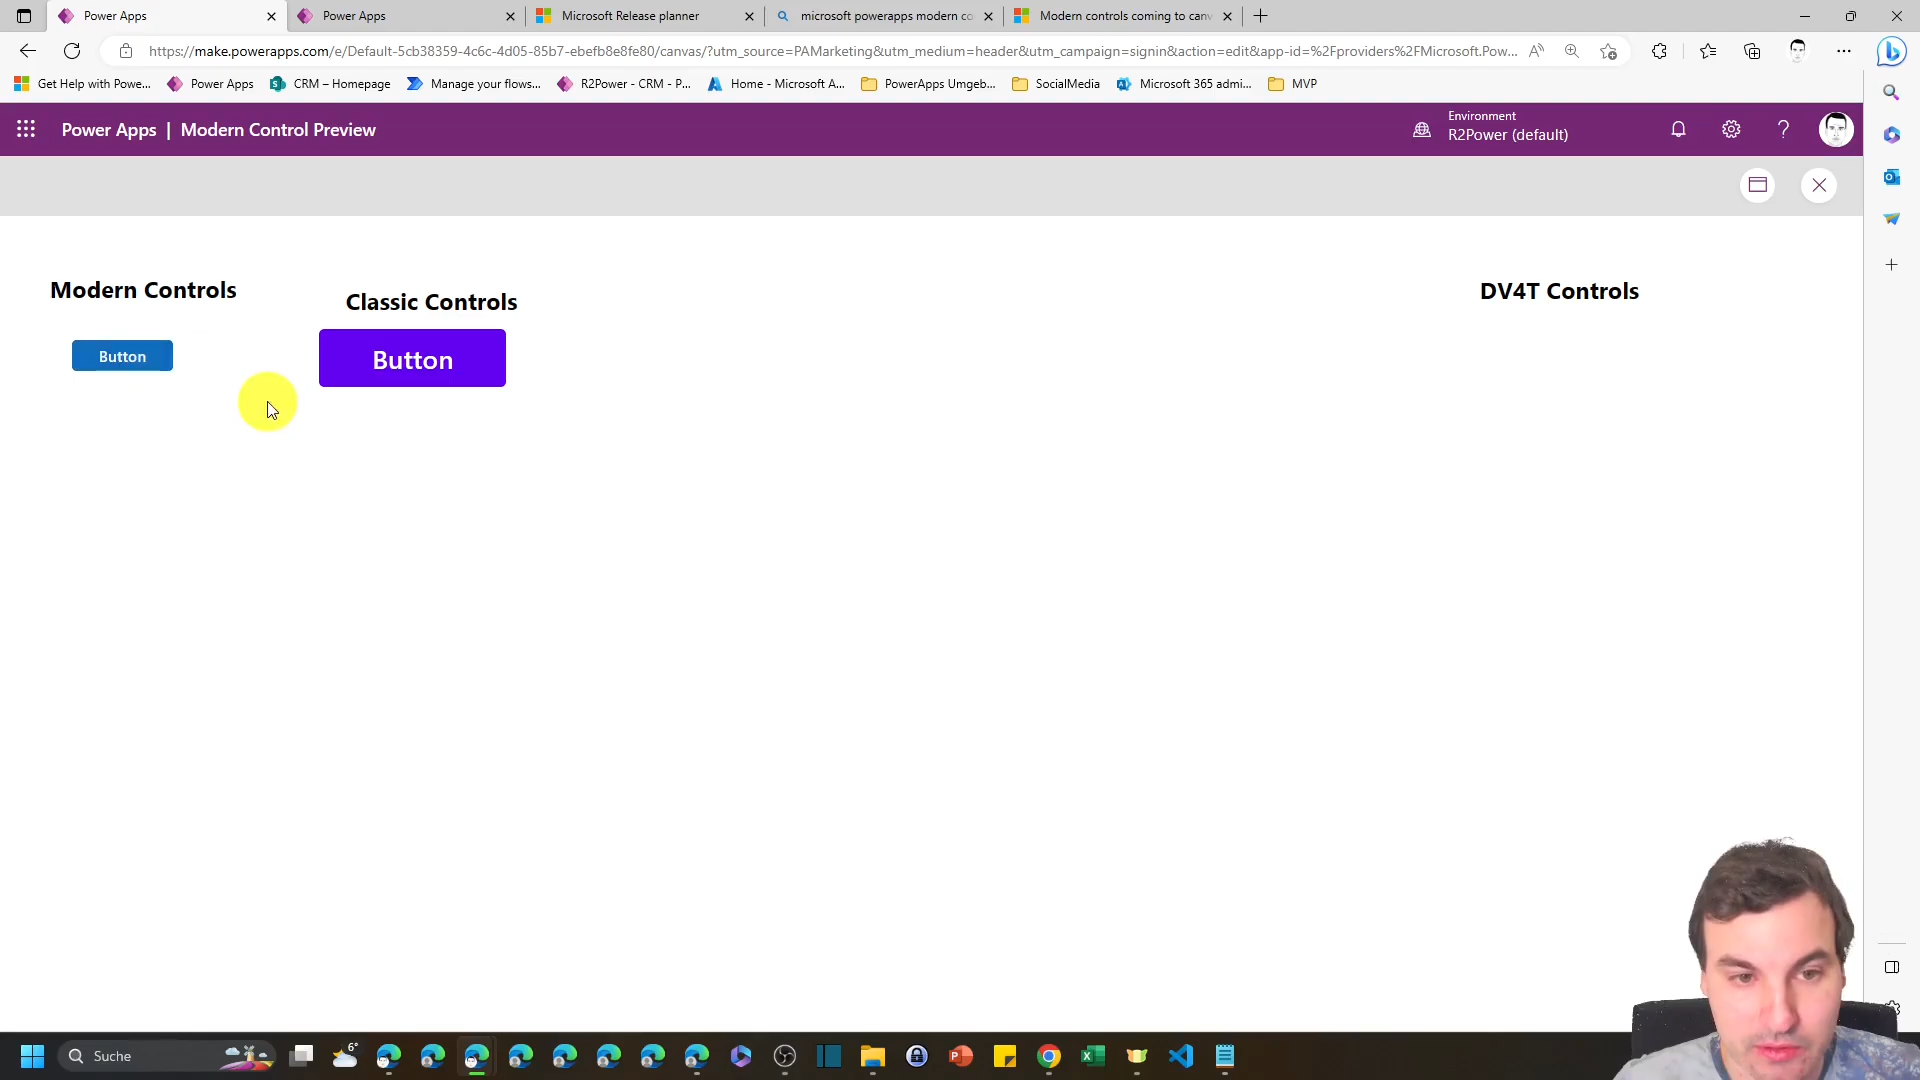 Power Apps
Power Apps
Microsoft Release planner
microsoft powerapps modern co
Modern controls coming to canv
https://make.powerapps.com/e/Default-5cb38359-4c6c-4d05-85b7-ebefb8e8fe80/canvas/?utm_source=PAMarketing&utm_medium=header&utm_campaign=signin&action=edit&app-id=%2Fproviders%2FMicrosoft.Pow...
Get Help with Powe...
Power Apps
CRM – Homepage
Manage your flows...
R2Power - CRM - P...
Home - Microsoft A...
PowerApps Umgeb...
SocialMedia
Microsoft 365 admi...
MVP
Power Apps | Modern Control Preview
Environment
R2Power (default)
Modern Controls
Classic Controls
DV4T Controls
Button
Button
Suche
6°